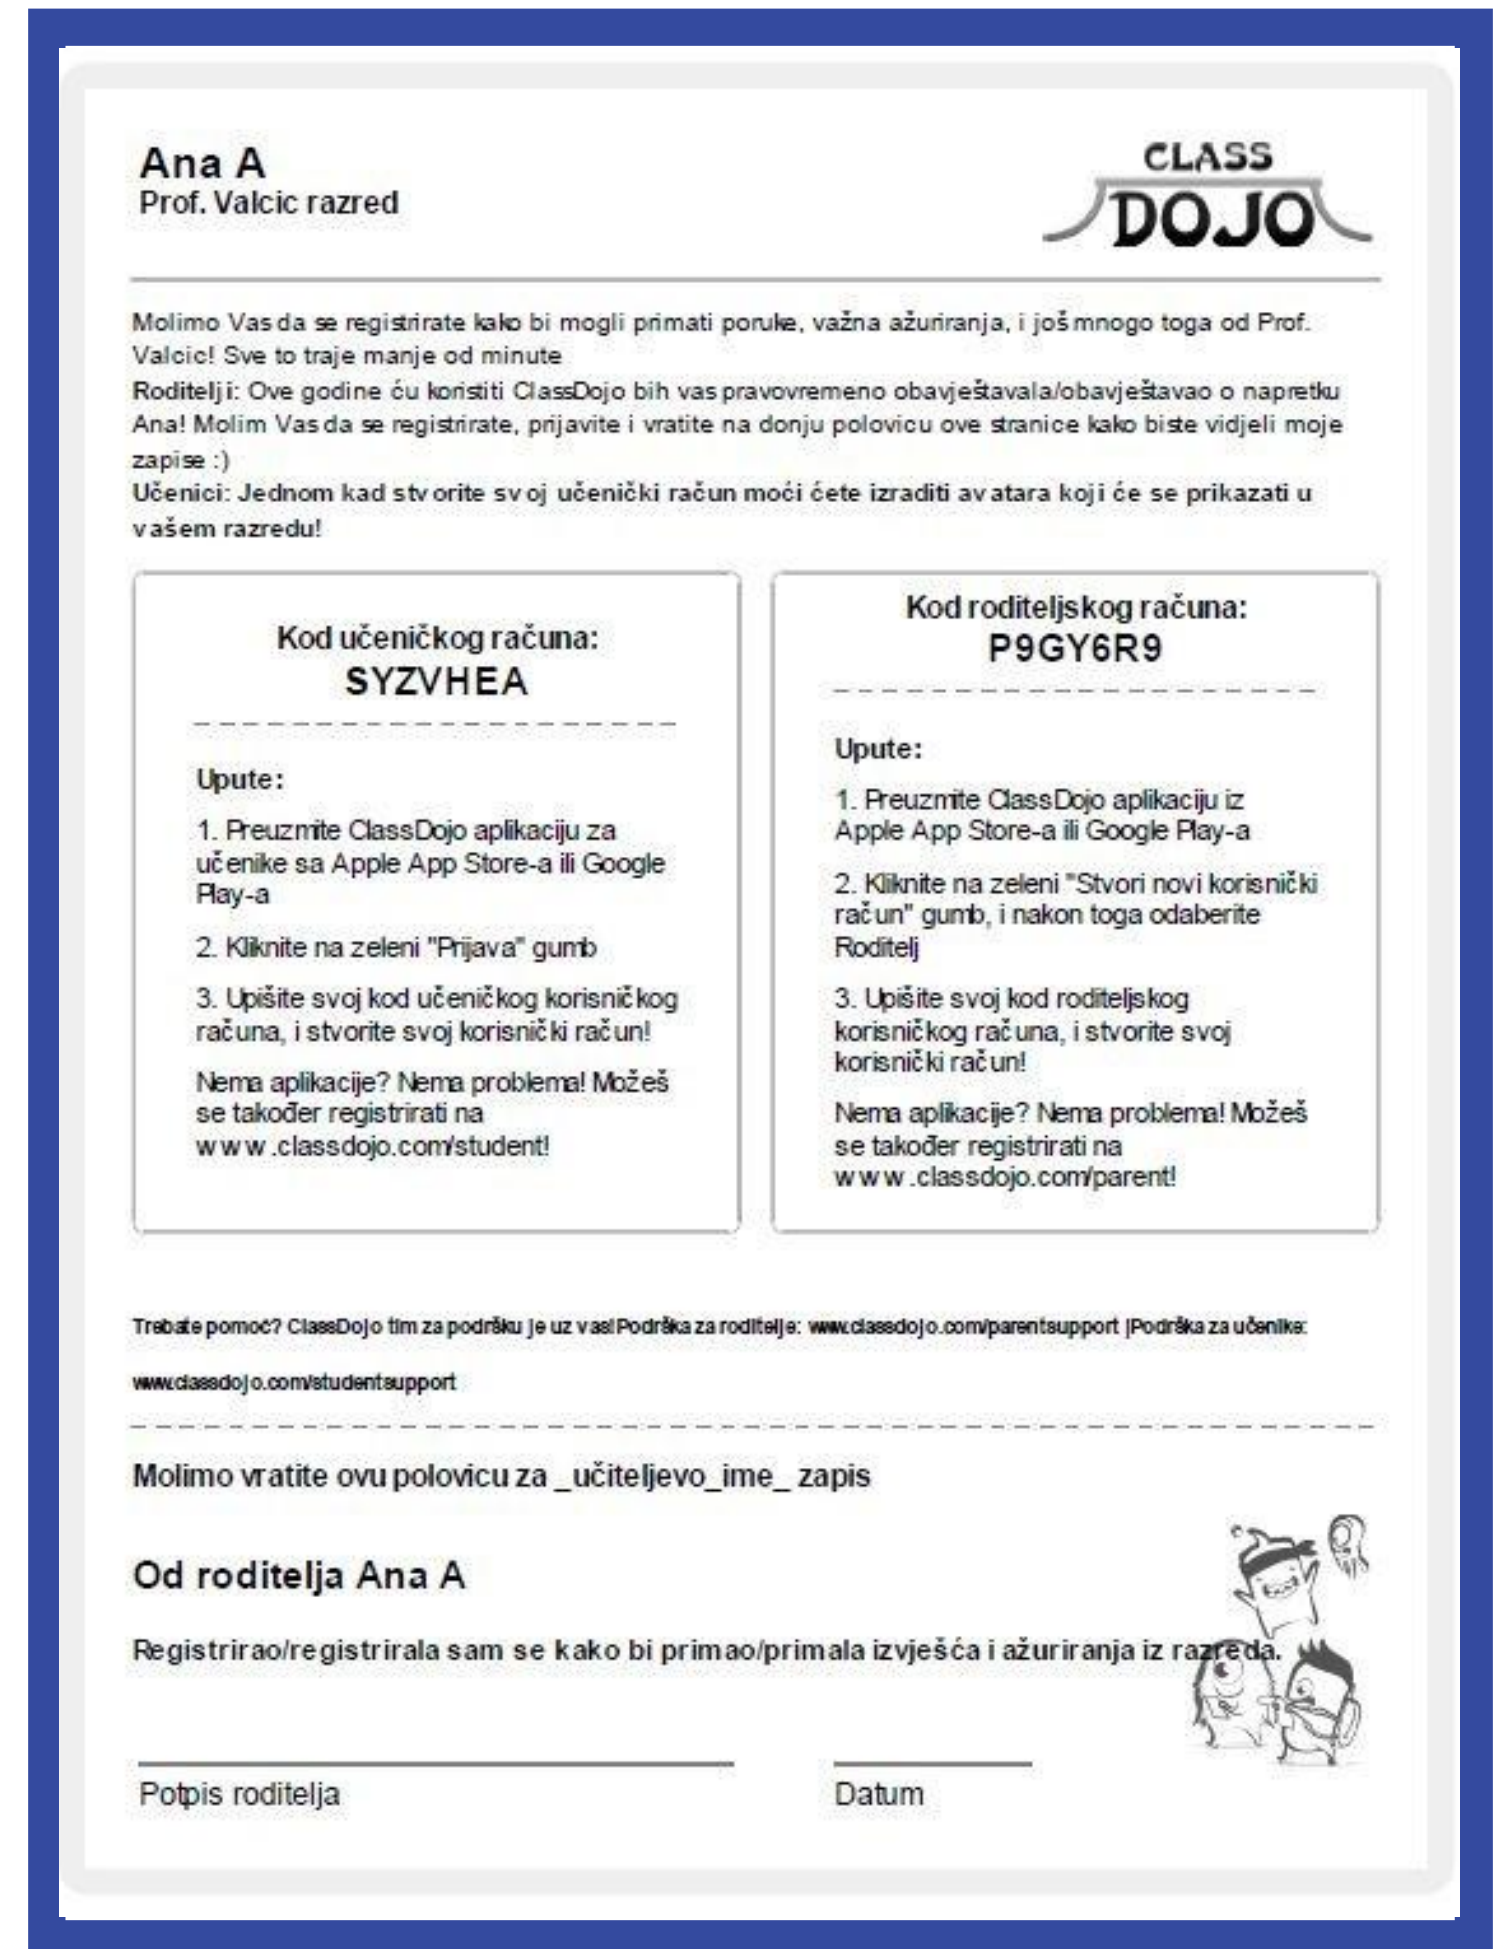 Ana A
Prof. Valcic razred
CLASS
DOJO
Molimo Vas da se registrirate kako bi mogli primati poruke, važna ažuriranja, i još mnogo toga od Prof.
Valcic! Sve to traje manje od minute
Roditelji: Ove godine ću koristiti ClassDojo bih vas pravovremeno obavještavala/obavještavao o napretku
Ana! Molim Vas da se registrirate, prijavite i vratite na donju polovicu ove stranice kako biste vidjeli moje
zapise :)
Učenici: Jednom kad stvorite svoj učenički račun moći ćete izraditi avatara koji će se prikazati u
vašem razredu!
Kod učeničkog računa:
SYZVHEA
Upute:
1. Preuzmite ClassDojo aplikaciju za
učenike sa Apple App Store-a ili Google
Play-a
2. Kliknite na zeleni "Prijava" gumb
3. Upišite svoj kod učeničkog korisničkog
računa, i stvorite svoj korisnički račun!
Nema aplikacije? Nema problema! Možeš
se također registrirati na
www.classdojo.com/student!
Kod roditeljskog računa:
P9GY6R9
Upute:
1. Preuzmite ClassDojo aplikaciju iz
Apple App Store-a ili Google Play-a
2. Kliknite na zeleni "Stvori novi korisnički
račun" gumb, i nakon toga odaberite
Roditelj
3. Upišite svoj kod roditeljskog
korisničkog računa, i stvorite svoj
korisnički račun!
Nema aplikacije? Nema problema! Možeš
se također registrirati na
www.classdojo.com/parent!
Trebate pomoć? ClassDojo tim za podršku je uz vas! Podrška za roditelje: www.classdojo.com/parentsupport | Podrška za učenike:
www.classdojo.com/studentsupport
Molimo vratite ovu polovicu za _učiteljevo_ime_ zapis
Od roditelja Ana A
Registrirao/registrirala sam se kako bi primao/primala izvješća i ažuriranja iz razreda.
Potpis roditelja
Datum